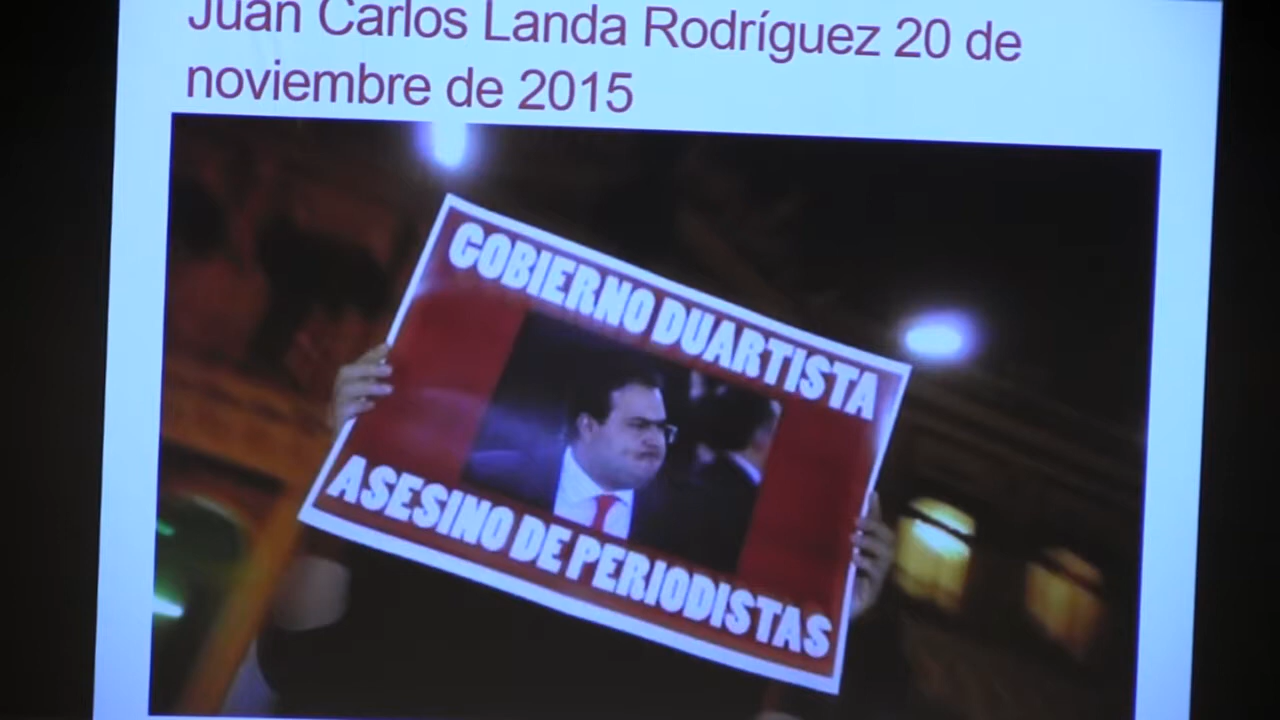 Juan Carlos Landa Rodríguez 20 de
noviembre de 2015
GOBIERNO DUARTISTA
ASESINO DE PERIODISTAS